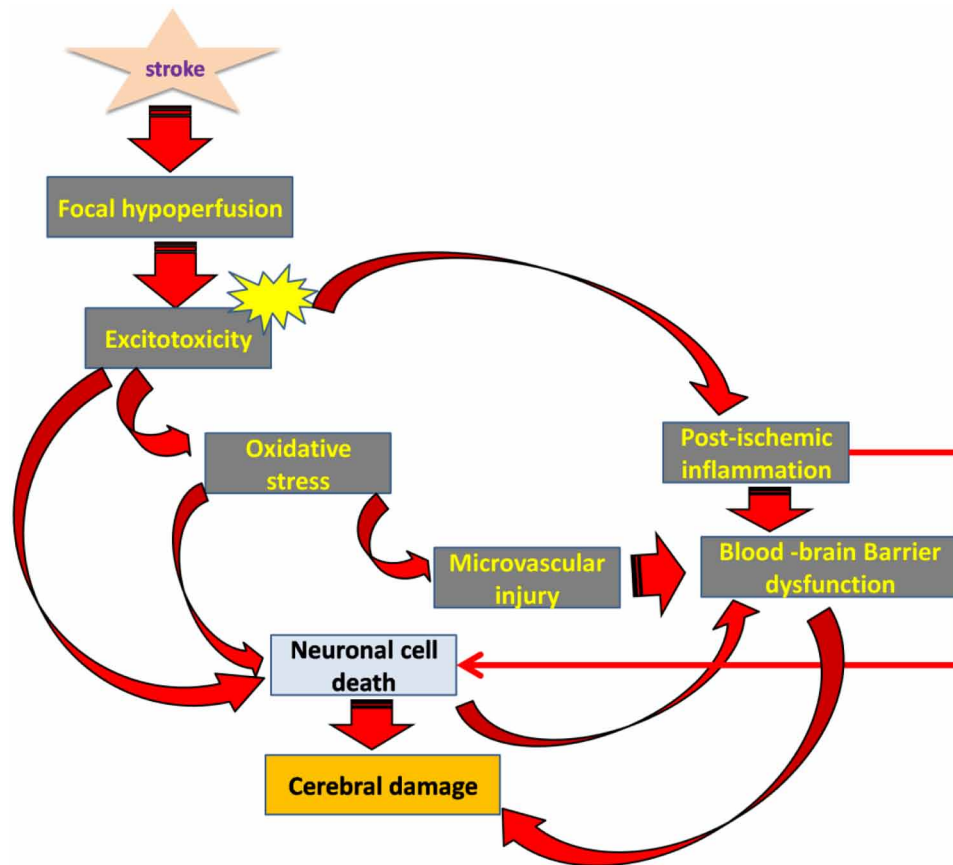 stroke
Focal hypoperfusion
Excitotoxicity
Oxidative
stress
Post-ischemic
inflammation
Microvascular
injury
Blood -brain Barrier
dysfunction
Neuronal cell
death
Cerebral damage